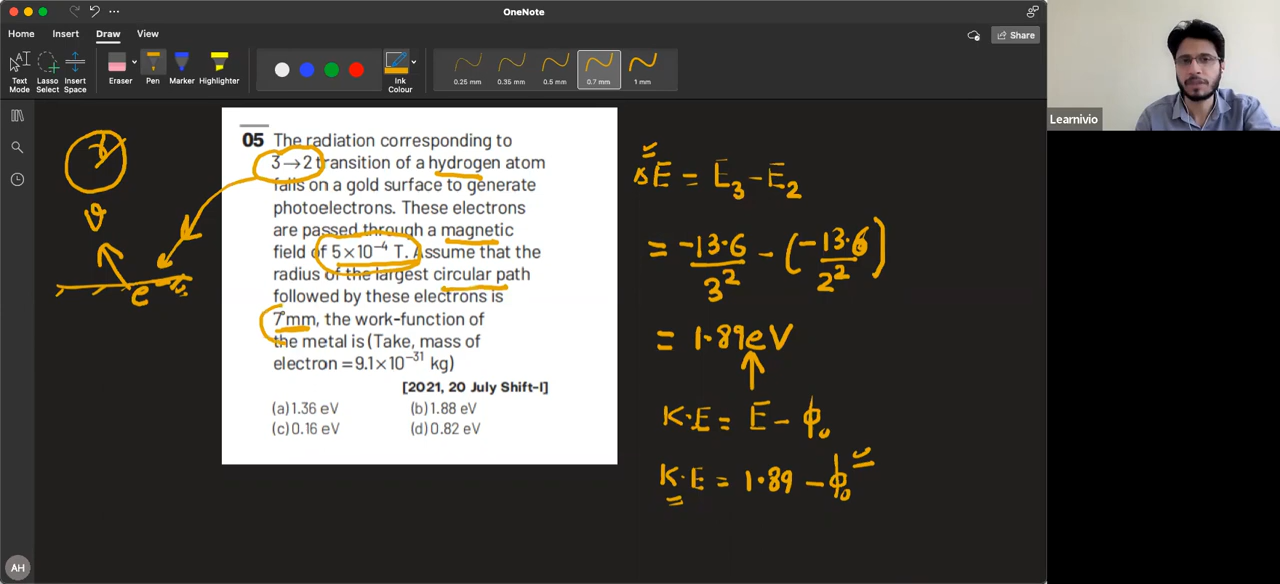 OneNote
Home Insert Draw View
Share
Text Mode
Lasso Select
Insert Space
Eraser
Pen
Marker
Highlighter
Ink Colour
0.25 mm
0.35 mm
0.5 mm
0.7 mm
1 mm
Learnivio
05 The radiation corresponding to
3→2 transition of a hydrogen atom
falls on a gold surface to generate
photoelectrons. These electrons
are passed through a magnetic
field of 5×10⁻⁴ T. Assume that the
radius of the largest circular path
followed by these electrons is
7 mm, the work-function of
the metal is (Take, mass of
electron = 9.1×10⁻³¹ kg)
[2021, 20 July Shift-I]
(a) 1.36 eV (b) 1.88 eV
(c) 0.16 eV (d) 0.82 eV
e
ΔE = E₃ - E₂
= -13.6/3² - (-13.6/2²)
= 1.89eV
K.E = E - ϕ₀
K.E = 1.89 - ϕ₀
AH